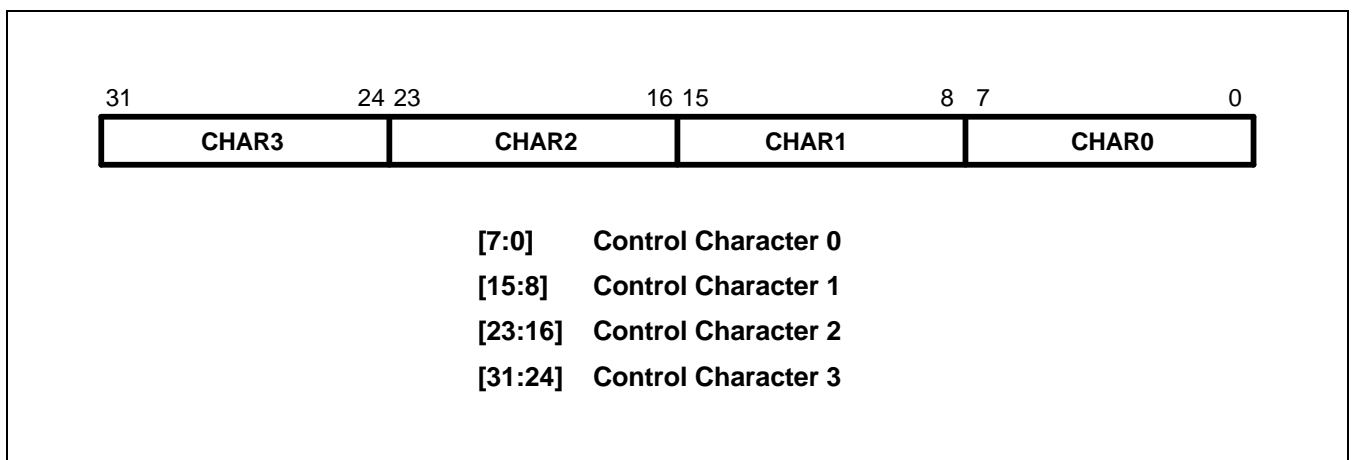 31 24 23 16 15 8 7 0
CHAR3 CHAR2 CHAR1 CHAR0
[7:0] Control Character 0
[15:8] Control Character 1
[23:16] Control Character 2
[31:24] Control Character 3